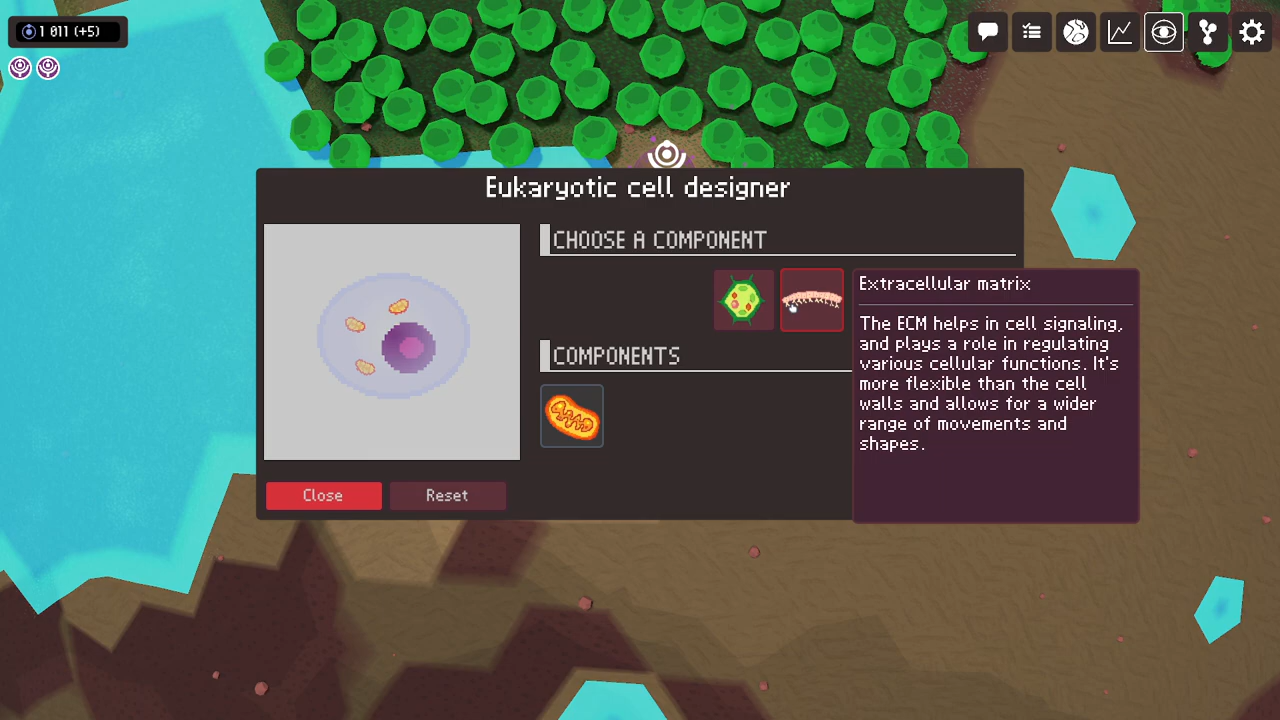 1 011 (+5)
Eukaryotic cell designer
CHOOSE A COMPONENT
Extracellular matrix
The ECM helps in cell signaling,
and plays a role in regulating
various cellular functions. It's
more flexible than the cell
walls and allows for a wider
range of movements and
shapes.
COMPONENTS
Close
Reset